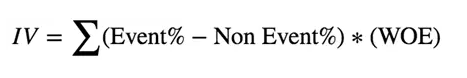 IV = ∑(Event% − Non Event%) ∗ (WOE)